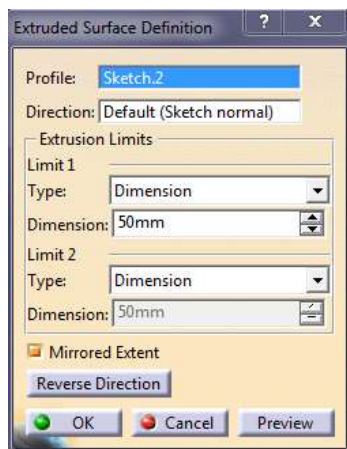 Extruded Surface Definition ? X
Profile: Sketch.2
Direction: Default (Sketch normal)
Extrusion Limits
Limit 1
Type: Dimension
Dimension: 50mm
Limit 2
Type: Dimension
Dimension: 50mm
Mirrored Extent
Reverse Direction
OK Cancel Preview